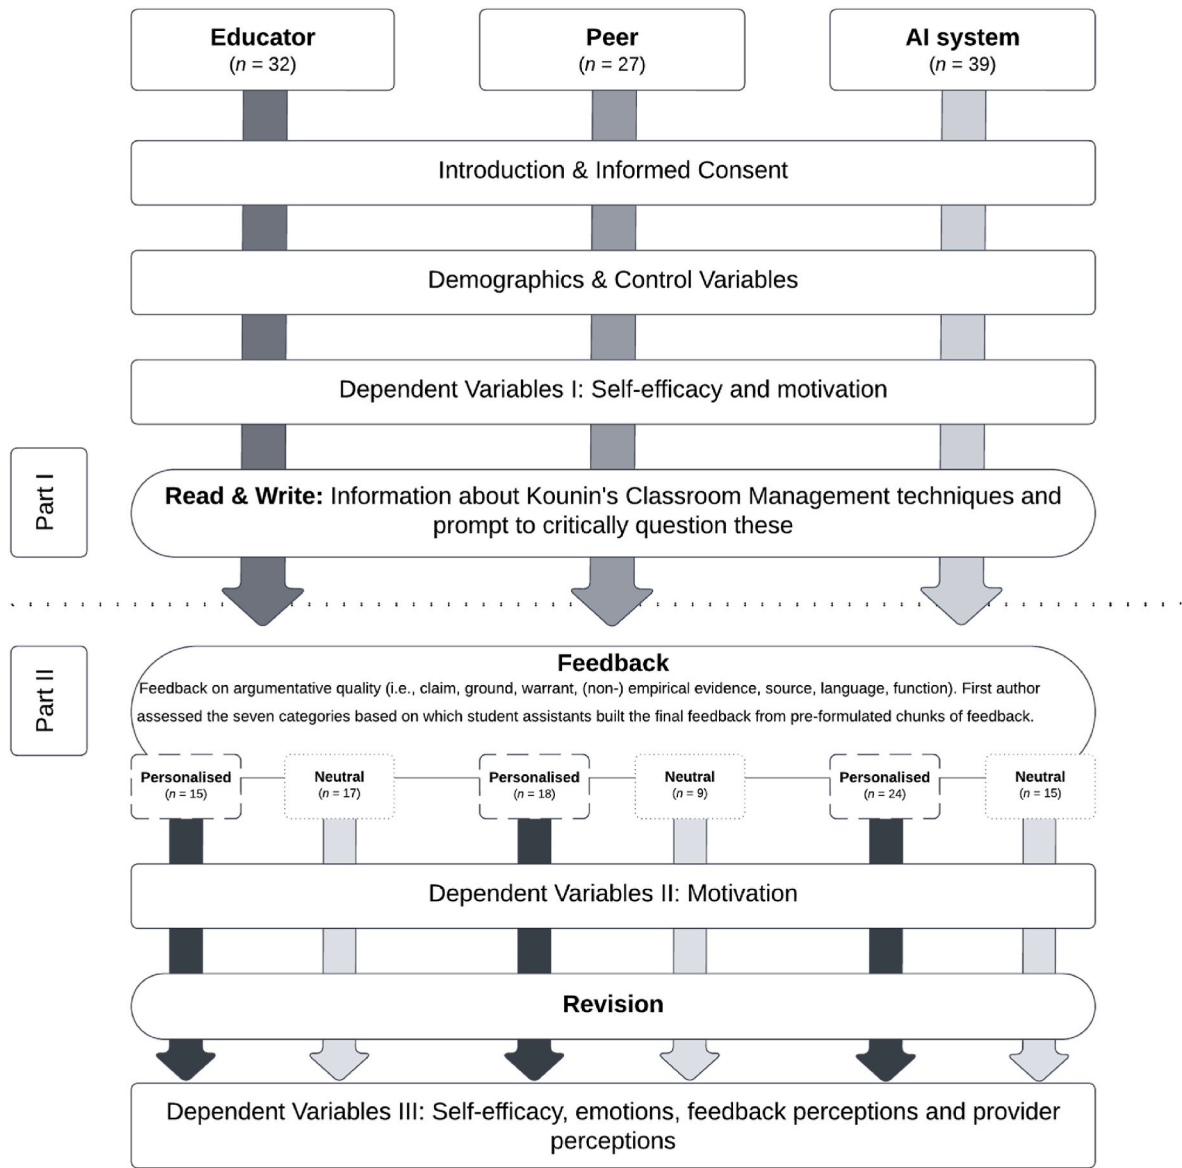 Educator
(n = 32)
Peer
(n = 27)
AI system
(n = 39)
Introduction & Informed Consent
Demographics & Control Variables
Dependent Variables I: Self-efficacy and motivation
Part I
Read & Write: Information about Kounin's Classroom Management techniques and
prompt to critically question these
Part II
Feedback
Feedback on argumentative quality (i.e., claim, ground, warrant, (non-) empirical evidence, source, language, function). First author
assessed the seven categories based on which student assistants built the final feedback from pre-formulated chunks of feedback.
Personalised
(n = 15)
Neutral
(n = 17)
Personalised
(n = 18)
Neutral
(n = 9)
Personalised
(n = 24)
Neutral
(n = 15)
Dependent Variables II: Motivation
Revision
Dependent Variables III: Self-efficacy, emotions, feedback perceptions and provider
perceptions